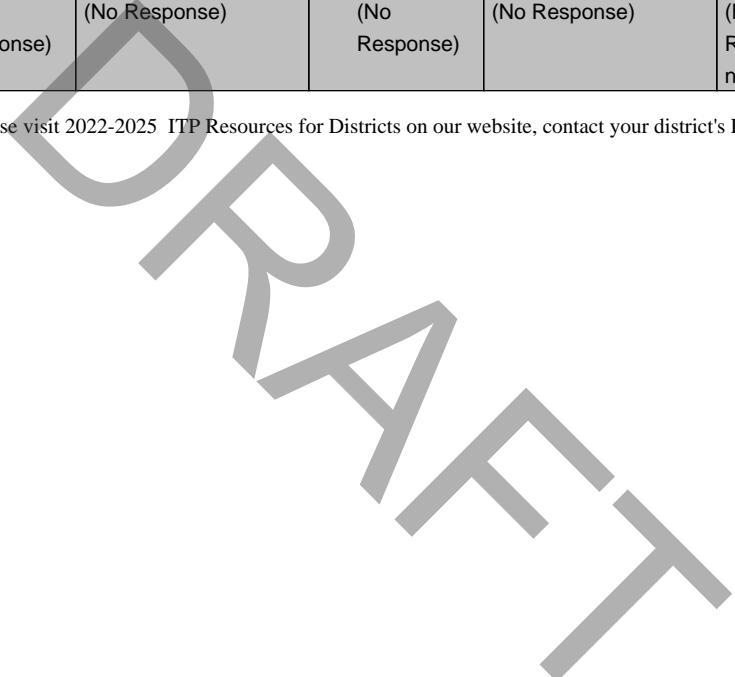 (No Response) (No (No Response)
onse) Response)
se visit 2022-2025 ITP Resources for Districts on our website, contact your district's
DRAFT